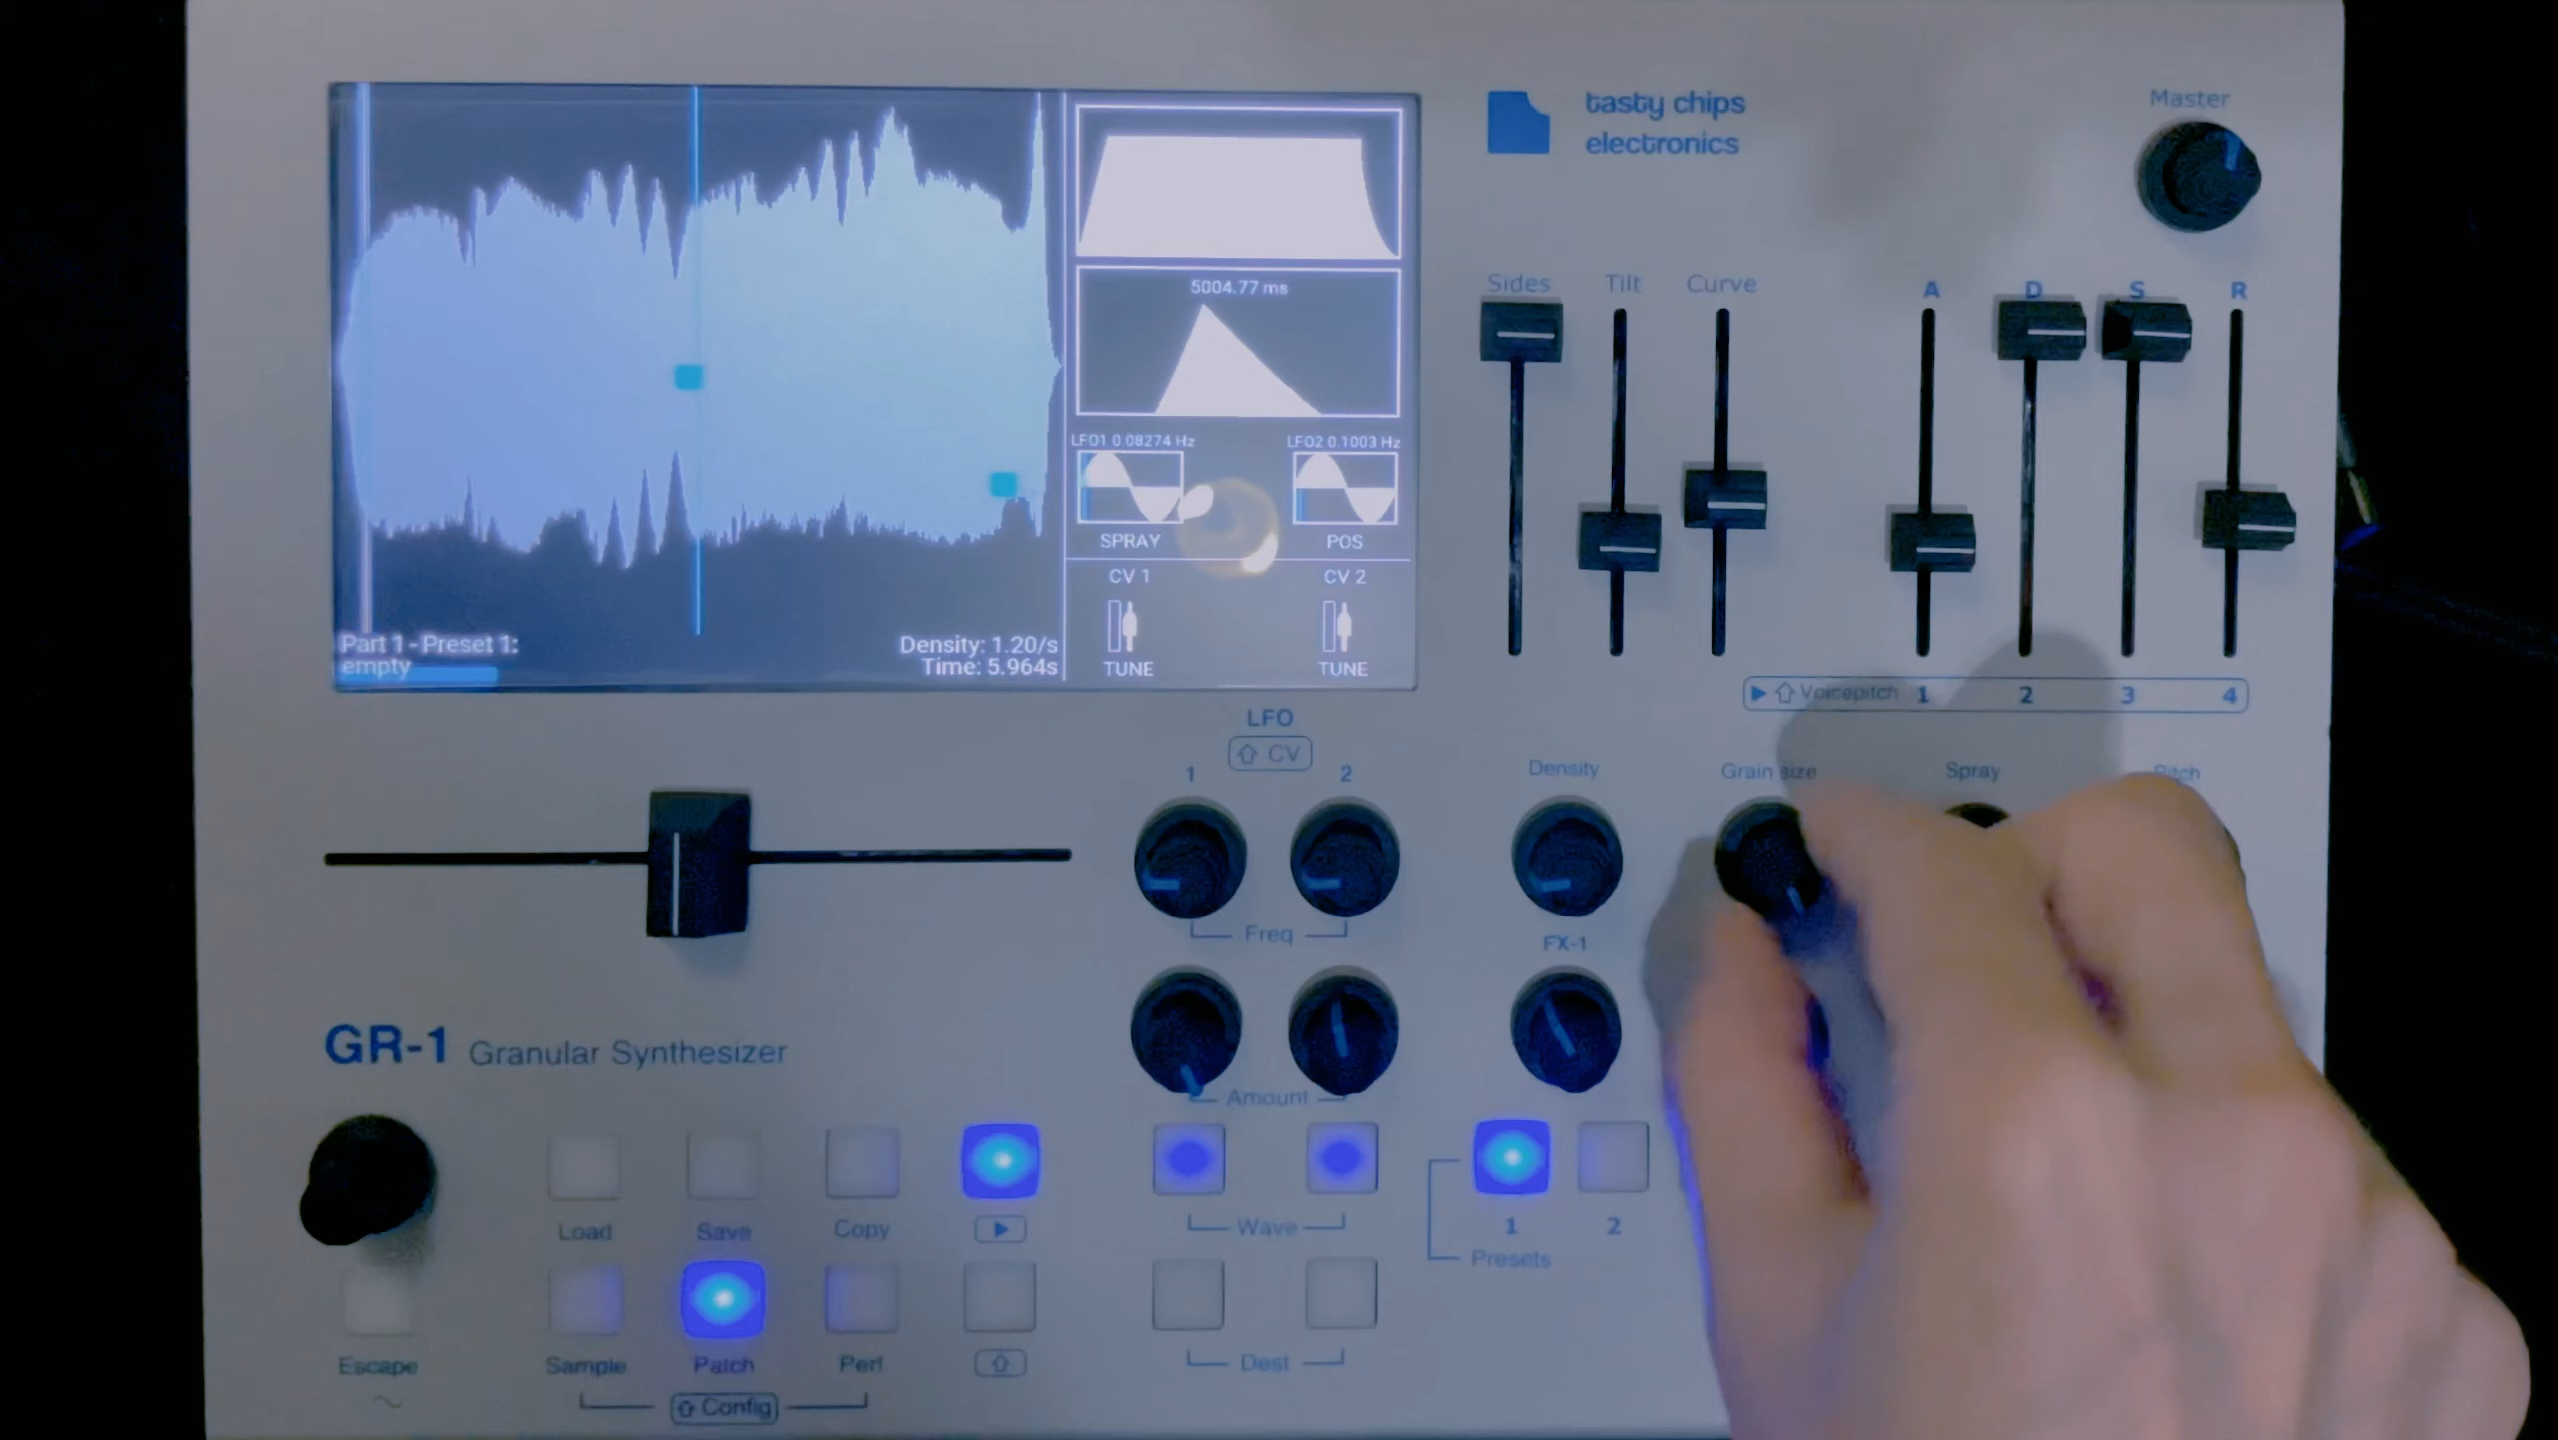 tasty chips
electronics
Master
5004.77 ms
LFO1 0.08274 Hz
LFO2 0.1003 Hz
SPRAY
POS
CV 1
CV 2
TUNE
TUNE
Part 1 - Preset 1:
empty
Density: 1.20/s
Time: 5.964s
Sides
Tilt
Curve
A
D
S
R
Voicepitch 1 2 3 4
LFO
CV
1
2
Density
Grain size
Spray
Pitch
Freq
FX-1
Amount
GR-1 Granular Synthesizer
Load
Save
Copy
Wave
1
2
Presets
Escape
Sample
Patch
Perf
Dest
Config